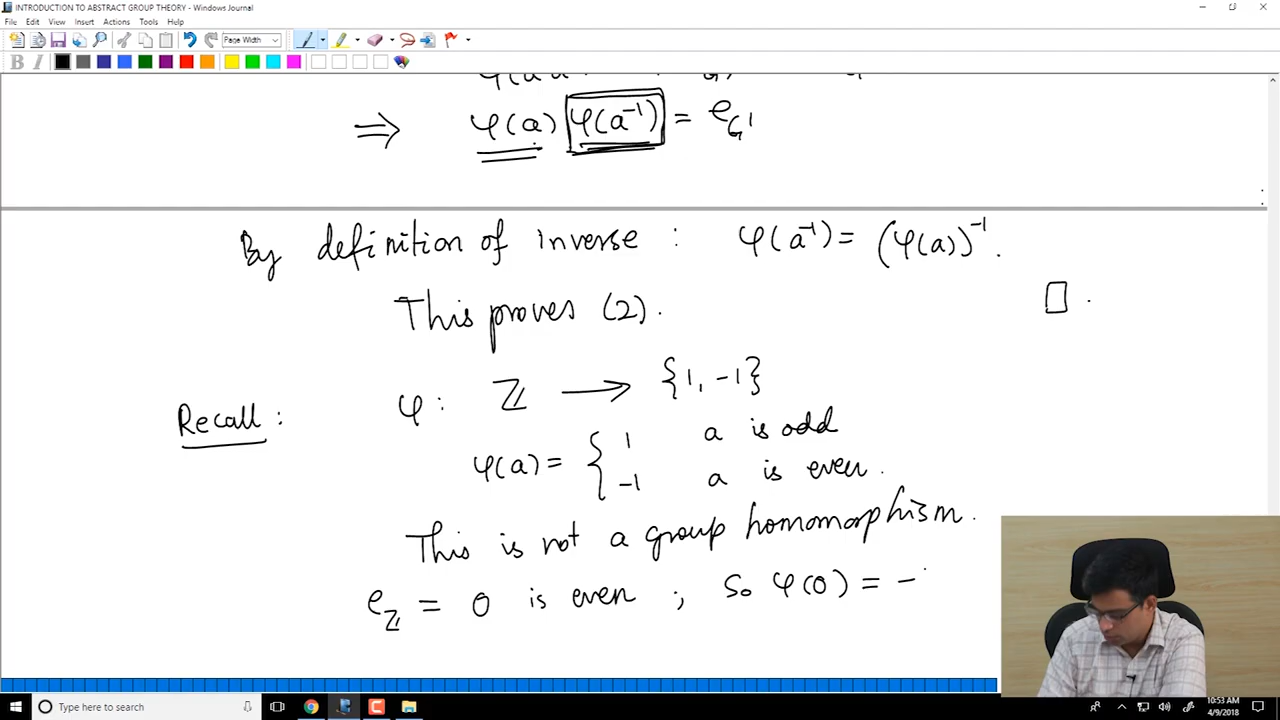 INTRODUCTION TO ABSTRACT GROUP THEORY - Windows Journal
File Edit View Insert Actions Tools Help
Page Width
B I
⇒ φ(a) φ(a⁻¹) = e_G'
By definition of inverse : φ(a⁻¹) = (φ(a))⁻¹.
This proves (2). □.
Recall : φ : ℤ → {1, -1}
φ(a) = { 1 a is odd
-1 a is even.
This is not a group homomorphism.
e_ℤ = 0 is even ; So φ(0) = -
Type here to search
10:53 AM
4/9/2018